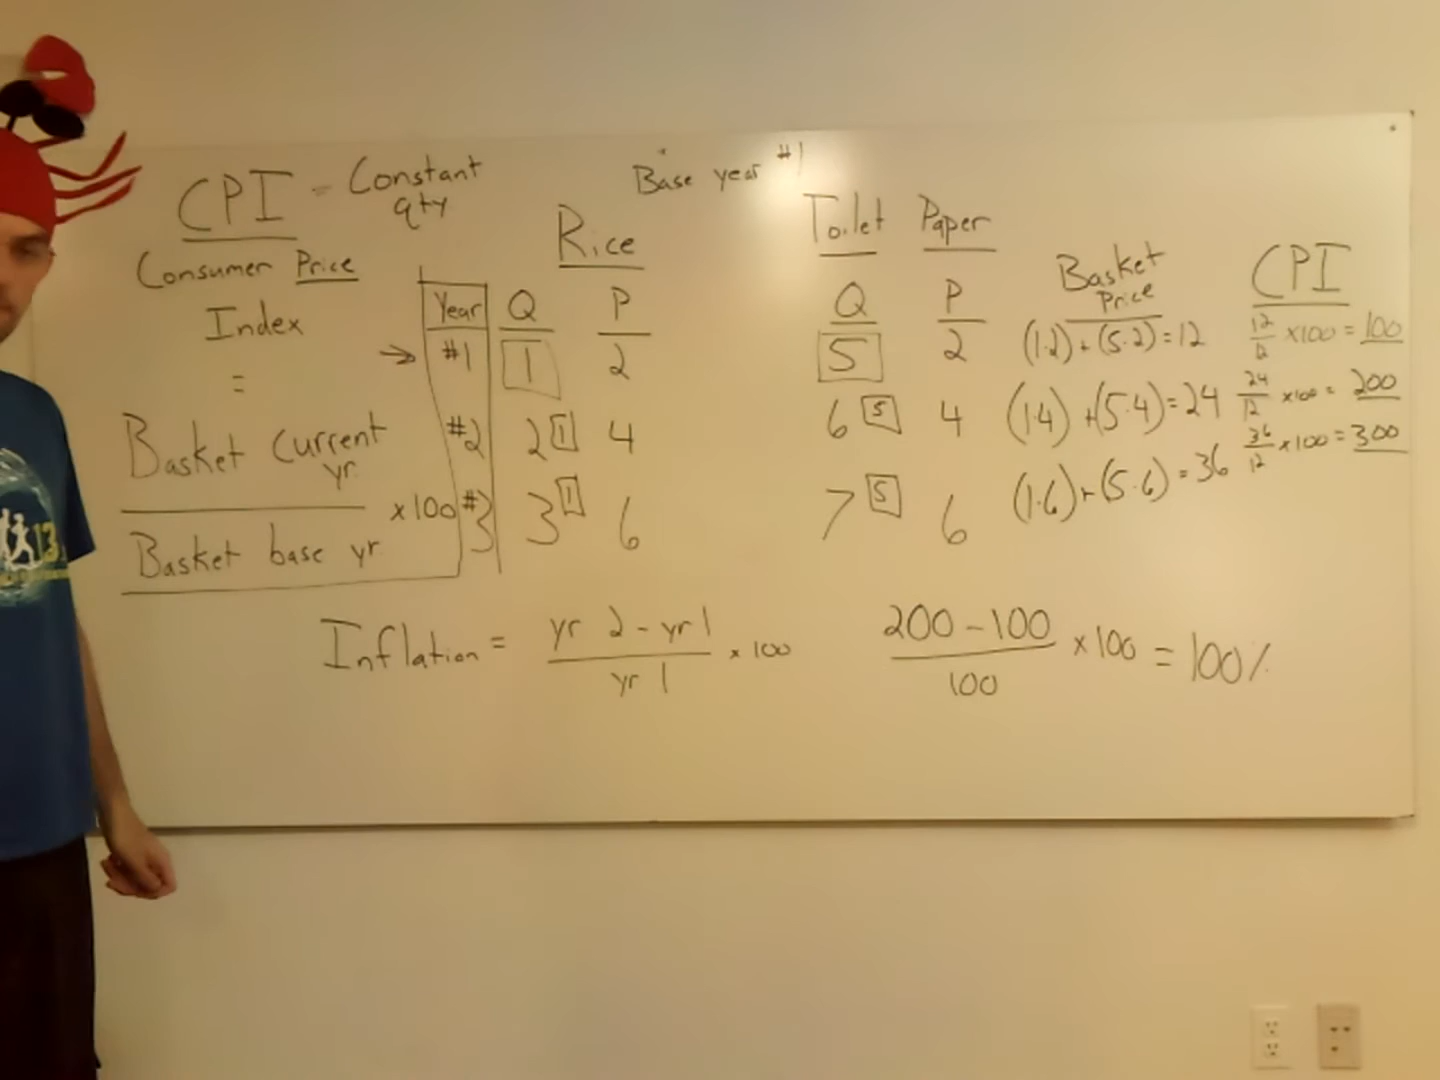 CPI = Constant qty
Base year #1
Consumer Price
Index
=
Basket current yr.
Basket base yr
x100
Rice
Toilet Paper
Year Q P Q P Basket Price CPI
#1 1 2 5 2 (1·2)+(5·2)=12 12/12 x100 = 100
#2 2 1 4 6 5 4 (1·4)+(5·4)=24 24/12 x100 = 200
#3 3 1 6 7 5 6 (1·6)+(5·6)=36 36/12 x100 = 300
Inflation = yr 2 - yr 1 / yr 1 x 100
200 - 100 / 100 x 100 = 100%
13.